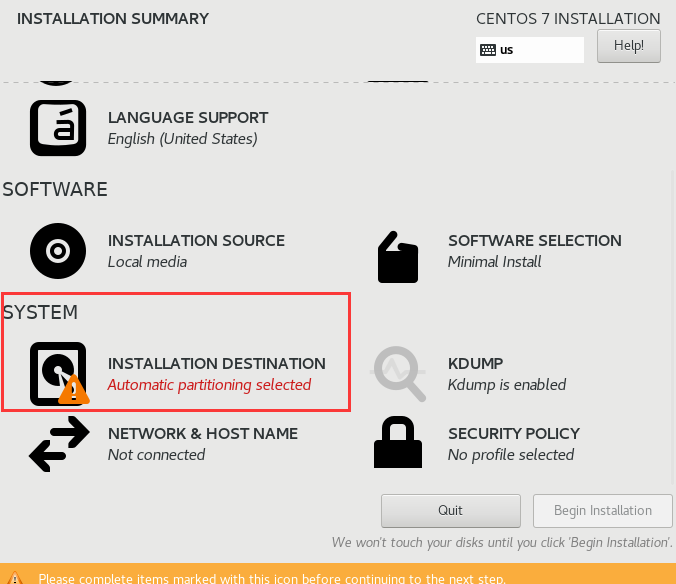 INSTALLATION SUMMARY
CENTOS 7 INSTALLATION
us
Help!
á
LANGUAGE SUPPORT
English (United States)
SOFTWARE
INSTALLATION SOURCE
Local media
SOFTWARE SELECTION
Minimal Install
SYSTEM
INSTALLATION DESTINATION
Automatic partitioning selected
KDUMP
Kdump is enabled
NETWORK & HOST NAME
Not connected
SECURITY POLICY
No profile selected
Quit
Begin Installation
We won't touch your disks until you click 'Begin Installation'.
Please complete items marked with this icon before continuing to the next step.